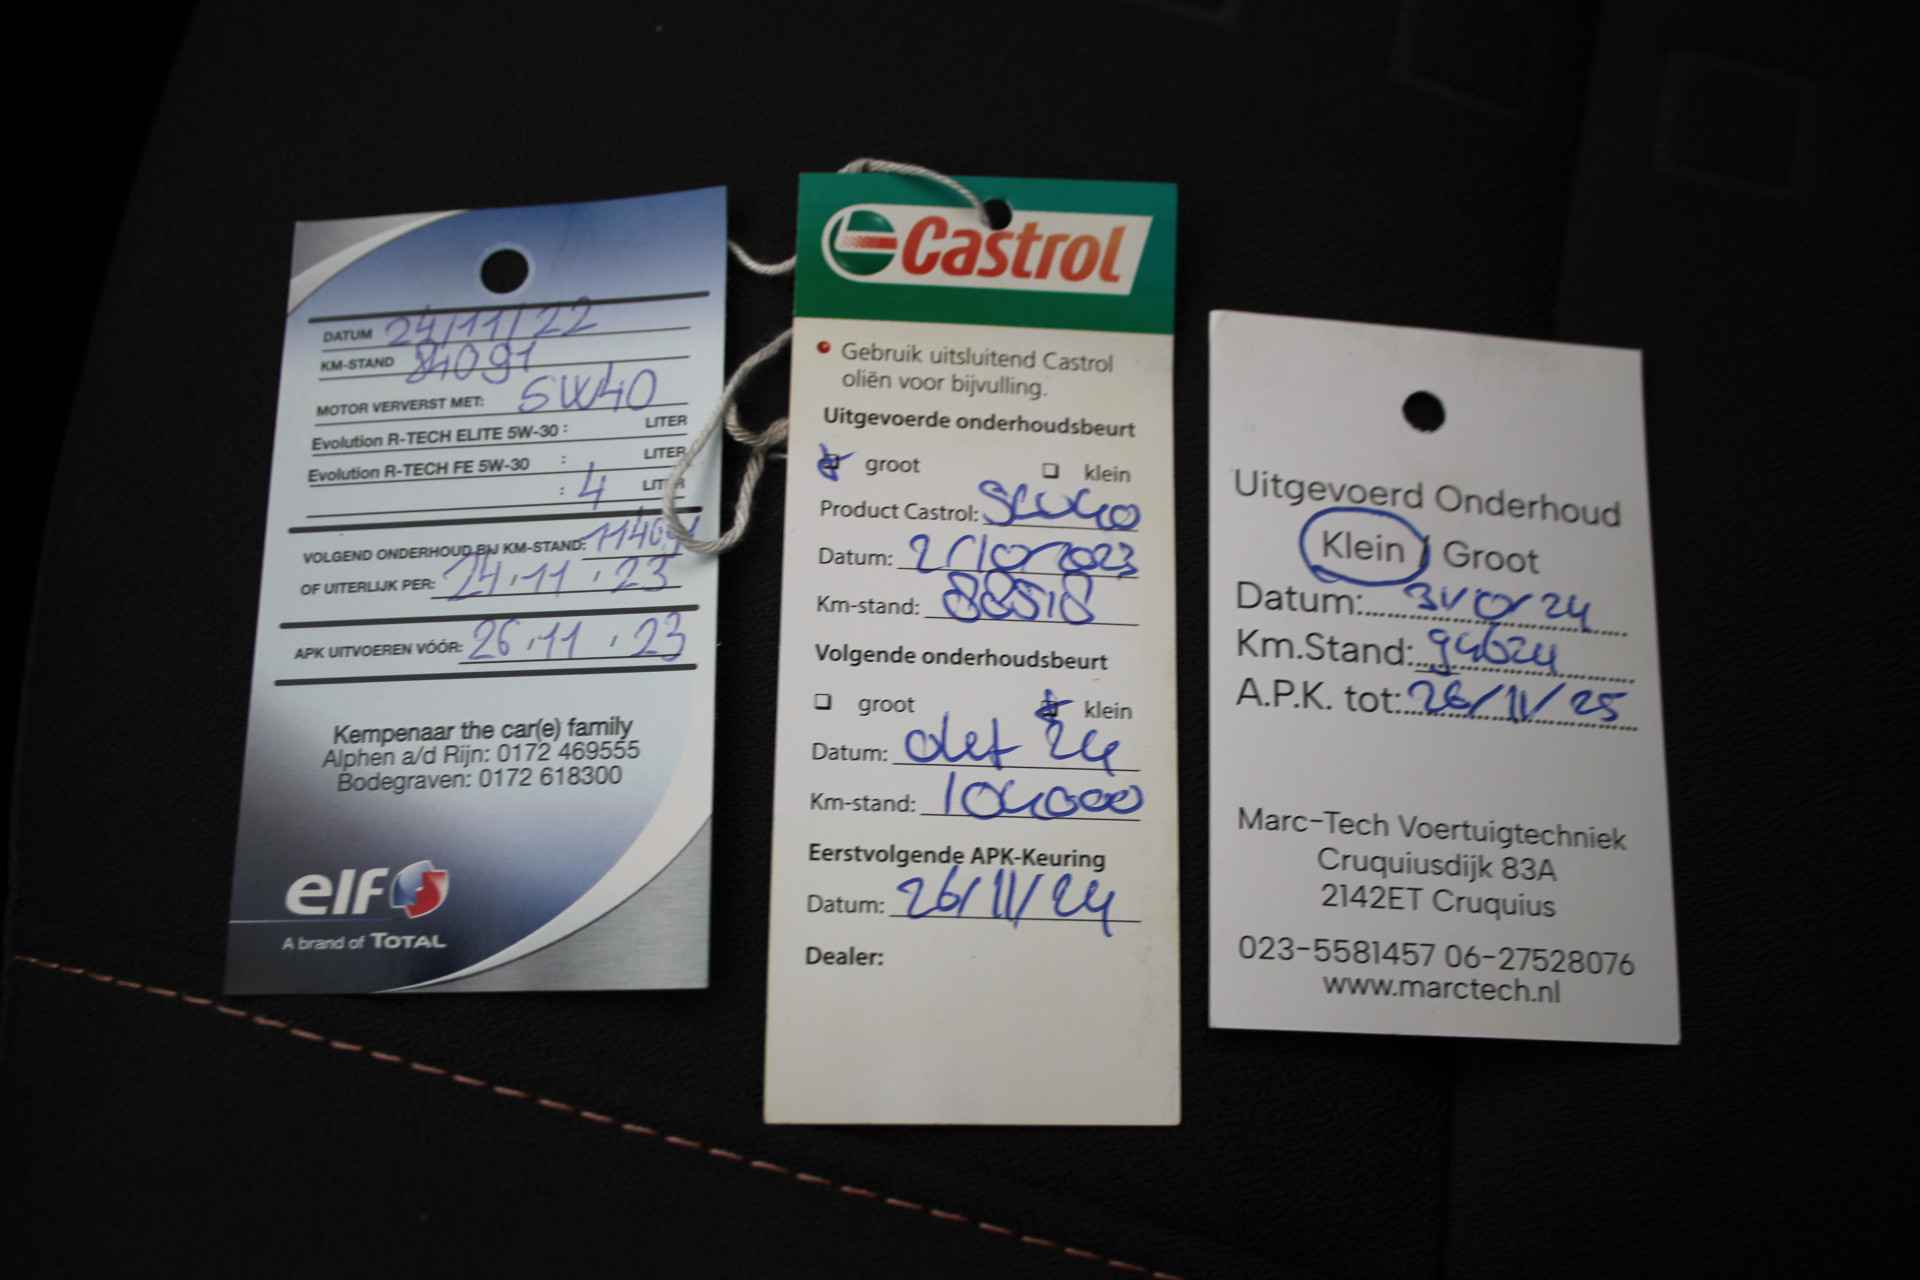 DATUM 24/11/22
KM-STAND 84091
MOTOR VERVERST MET: 5W40
Evolution R-TECH ELITE 5W-30 : LITER
Evolution R-TECH FE 5W-30 : LITER
: 4 LITER
VOLGEND ONDERHOUD BIJ KM-STAND: 114091
OF UITERLIJK PER: 24.11.23
APK UITVOEREN VÓÓR: 26.11.23
Kempenaar the car(e) family
Alphen a/d Rijn: 0172 469555
Bodegraven: 0172 618300
elf
A brand of TOTAL
Castrol
Gebruik uitsluitend Castrol
oliën voor bijvulling.
Uitgevoerde onderhoudsbeurt
groot klein
Product Castrol: 5W40
Datum: 2/10/2023
Km-stand: 88518
Volgende onderhoudsbeurt
groot klein
Datum: okt 24
Km-stand: 104000
Eerstvolgende APK-Keuring
Datum: 26/11/24
Dealer:
Uitgevoerd Onderhoud
Klein / Groot
Datum: 31/10/24
Km.Stand: 94624
A.P.K. tot: 26/11/25
Marc-Tech Voertuigtechniek
Cruquiusdijk 83A
2142ET Cruquius
023-5581457 06-27528076
www.marctech.nl